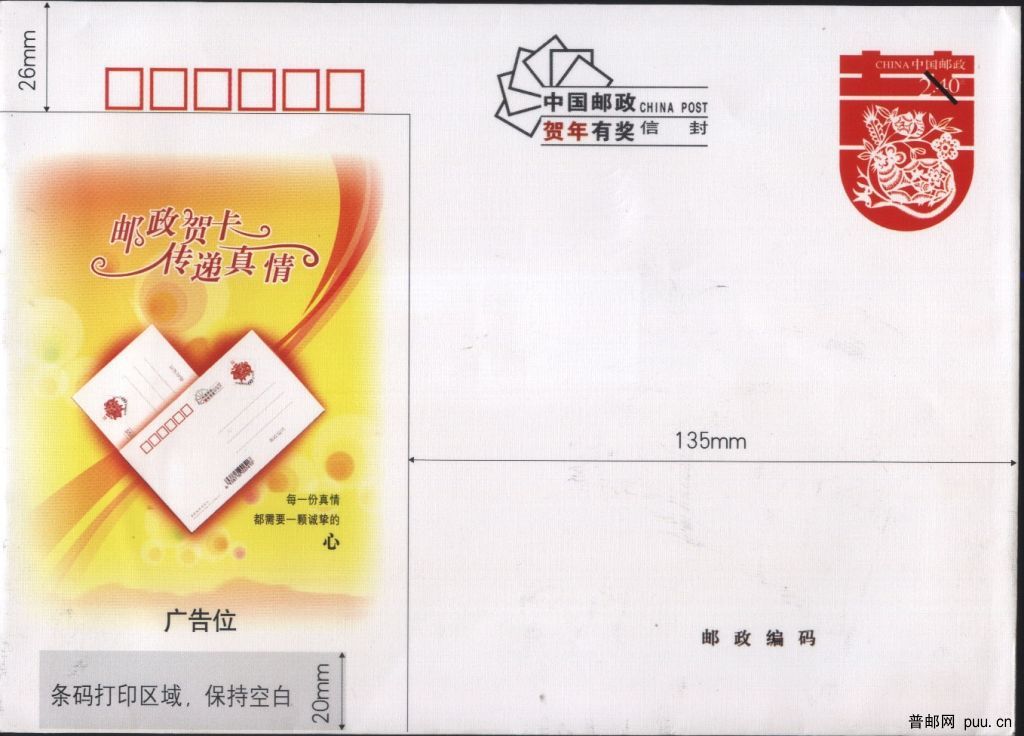 26mm
中国邮政 CHINA POST
贺年有奖 信 封
CHINA 中国邮政
2.40
邮政贺卡
传递真情
每一份真情
都需要一颗诚挚的
心
广告位
条码打印区域，保持空白
20mm
135mm
邮政编码
普邮网 puu.cn